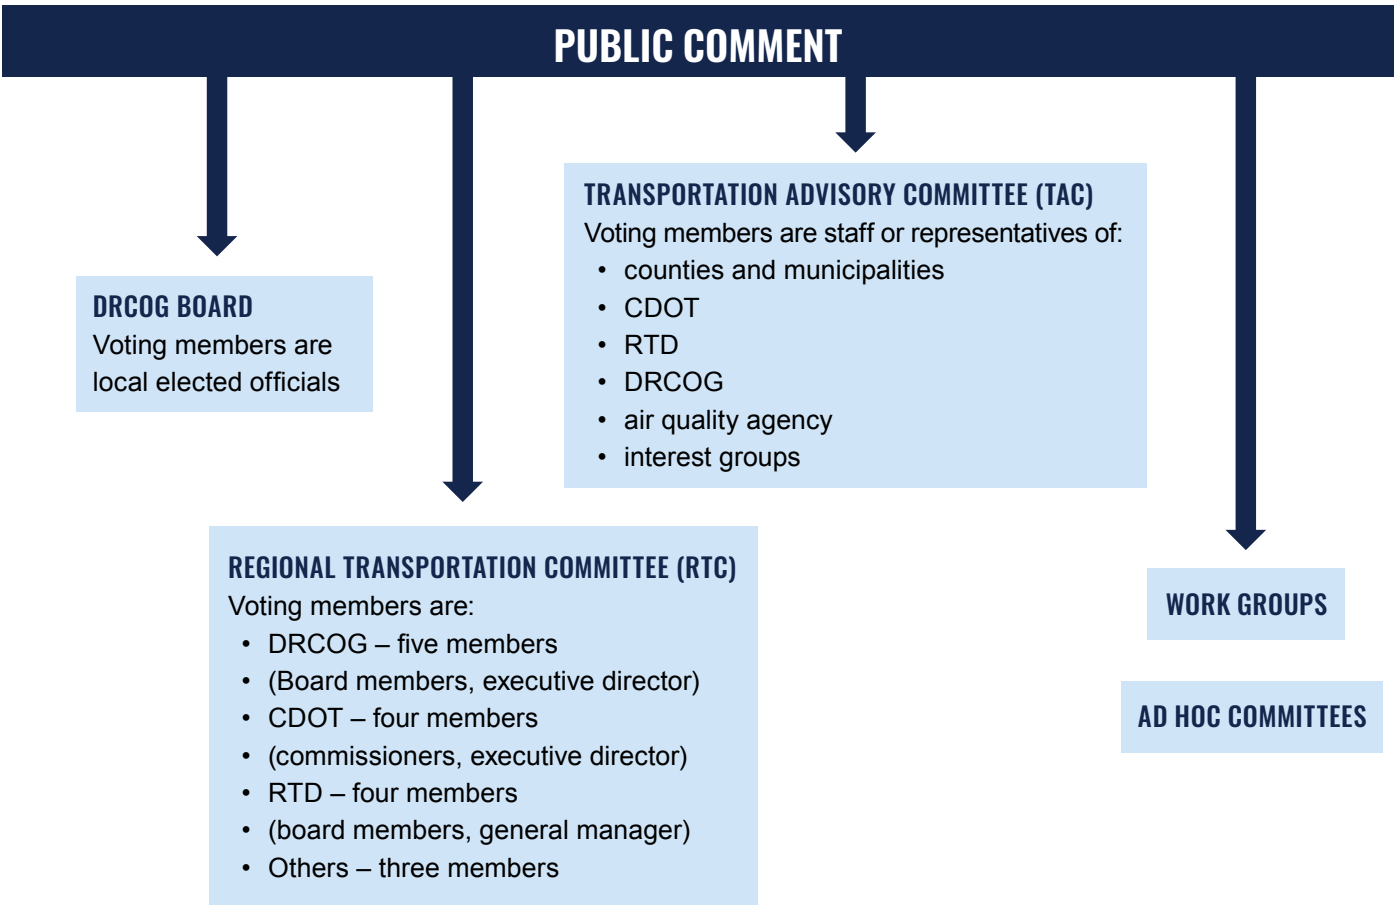 PUBLIC COMMENT
DRCOG BOARD
Voting members are
local elected officials
REGIONAL TRANSPORTATION COMMITTEE (RTC)
Voting members are:
• DRCOG – five members
• (Board members, executive director)
• CDOT – four members
• (commissioners, executive director)
• RTD – four members
• (board members, general manager)
• Others – three members
TRANSPORTATION ADVISORY COMMITTEE (TAC)
Voting members are staff or representatives of:
• counties and municipalities
• CDOT
• RTD
• DRCOG
• air quality agency
• interest groups
WORK GROUPS
AD HOC COMMITTEES